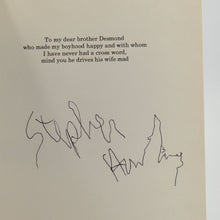 To my dear brother Desmond
who made my boyhood happy and with whom
I have never had a cross word,
mind you he drives his wife mad
Stephen